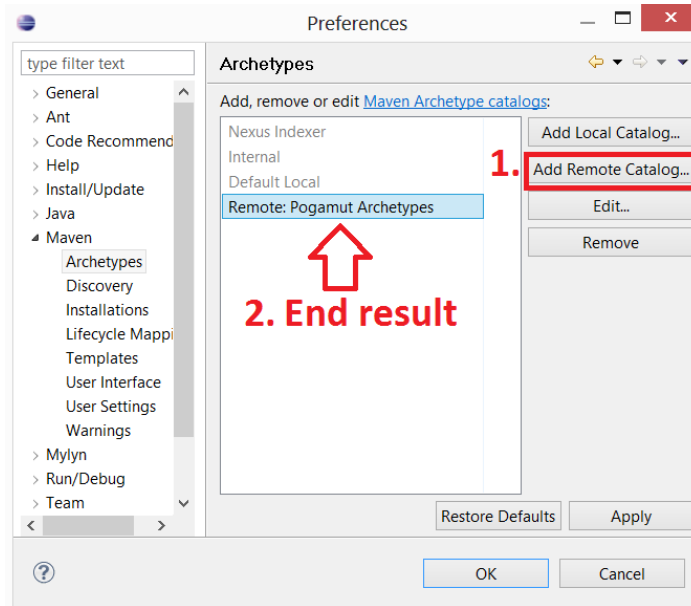 Preferences
type filter text
General
Ant
Code Recommend
Help
Install/Update
Java
Maven
Archetypes
Discovery
Installations
Lifecycle Mappi
Templates
User Interface
User Settings
Warnings
Mylyn
Run/Debug
Team
Archetypes
Add, remove or edit Maven Archetype catalogs:
Nexus Indexer
Internal
Default Local
Remote: Pogamut Archetypes
2. End result
1.
Add Local Catalog...
Add Remote Catalog...
Edit...
Remove
Restore Defaults
Apply
OK
Cancel